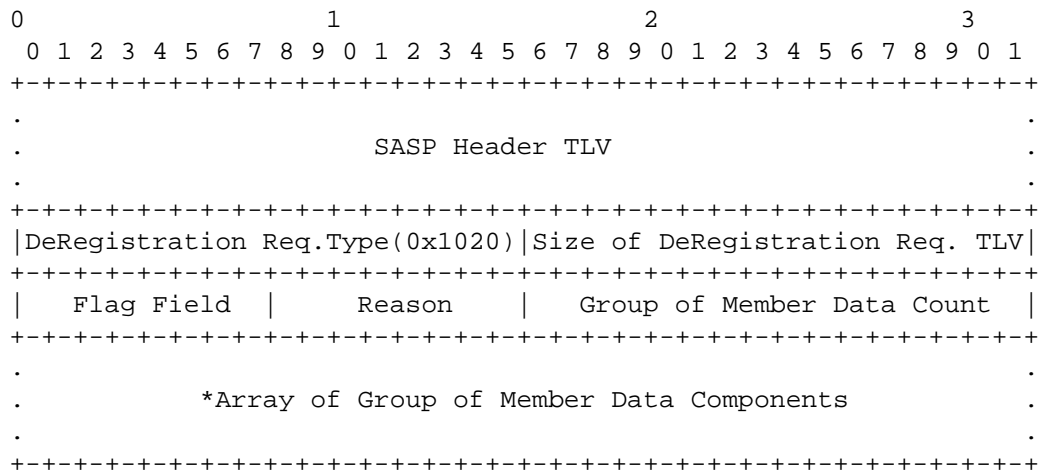 0                   1                   2                   3
 0 1 2 3 4 5 6 7 8 9 0 1 2 3 4 5 6 7 8 9 0 1 2 3 4 5 6 7 8 9 0 1
+-+-+-+-+-+-+-+-+-+-+-+-+-+-+-+-+-+-+-+-+-+-+-+-+-+-+-+-+-+-+-+-+
.                                                               .
.                      SASP Header TLV                          .
.                                                               .
+-+-+-+-+-+-+-+-+-+-+-+-+-+-+-+-+-+-+-+-+-+-+-+-+-+-+-+-+-+-+-+-+
|DeRegistration Req.Type(0x1020)|Size of DeRegistration Req. TLV|
+-+-+-+-+-+-+-+-+-+-+-+-+-+-+-+-+-+-+-+-+-+-+-+-+-+-+-+-+-+-+-+-+
|   Flag Field  |     Reason    |   Group of Member Data Count  |
+-+-+-+-+-+-+-+-+-+-+-+-+-+-+-+-+-+-+-+-+-+-+-+-+-+-+-+-+-+-+-+-+
.                                                               .
.           *Array of Group of Member Data Components           .
.                                                               .
+-+-+-+-+-+-+-+-+-+-+-+-+-+-+-+-+-+-+-+-+-+-+-+-+-+-+-+-+-+-+-+-+